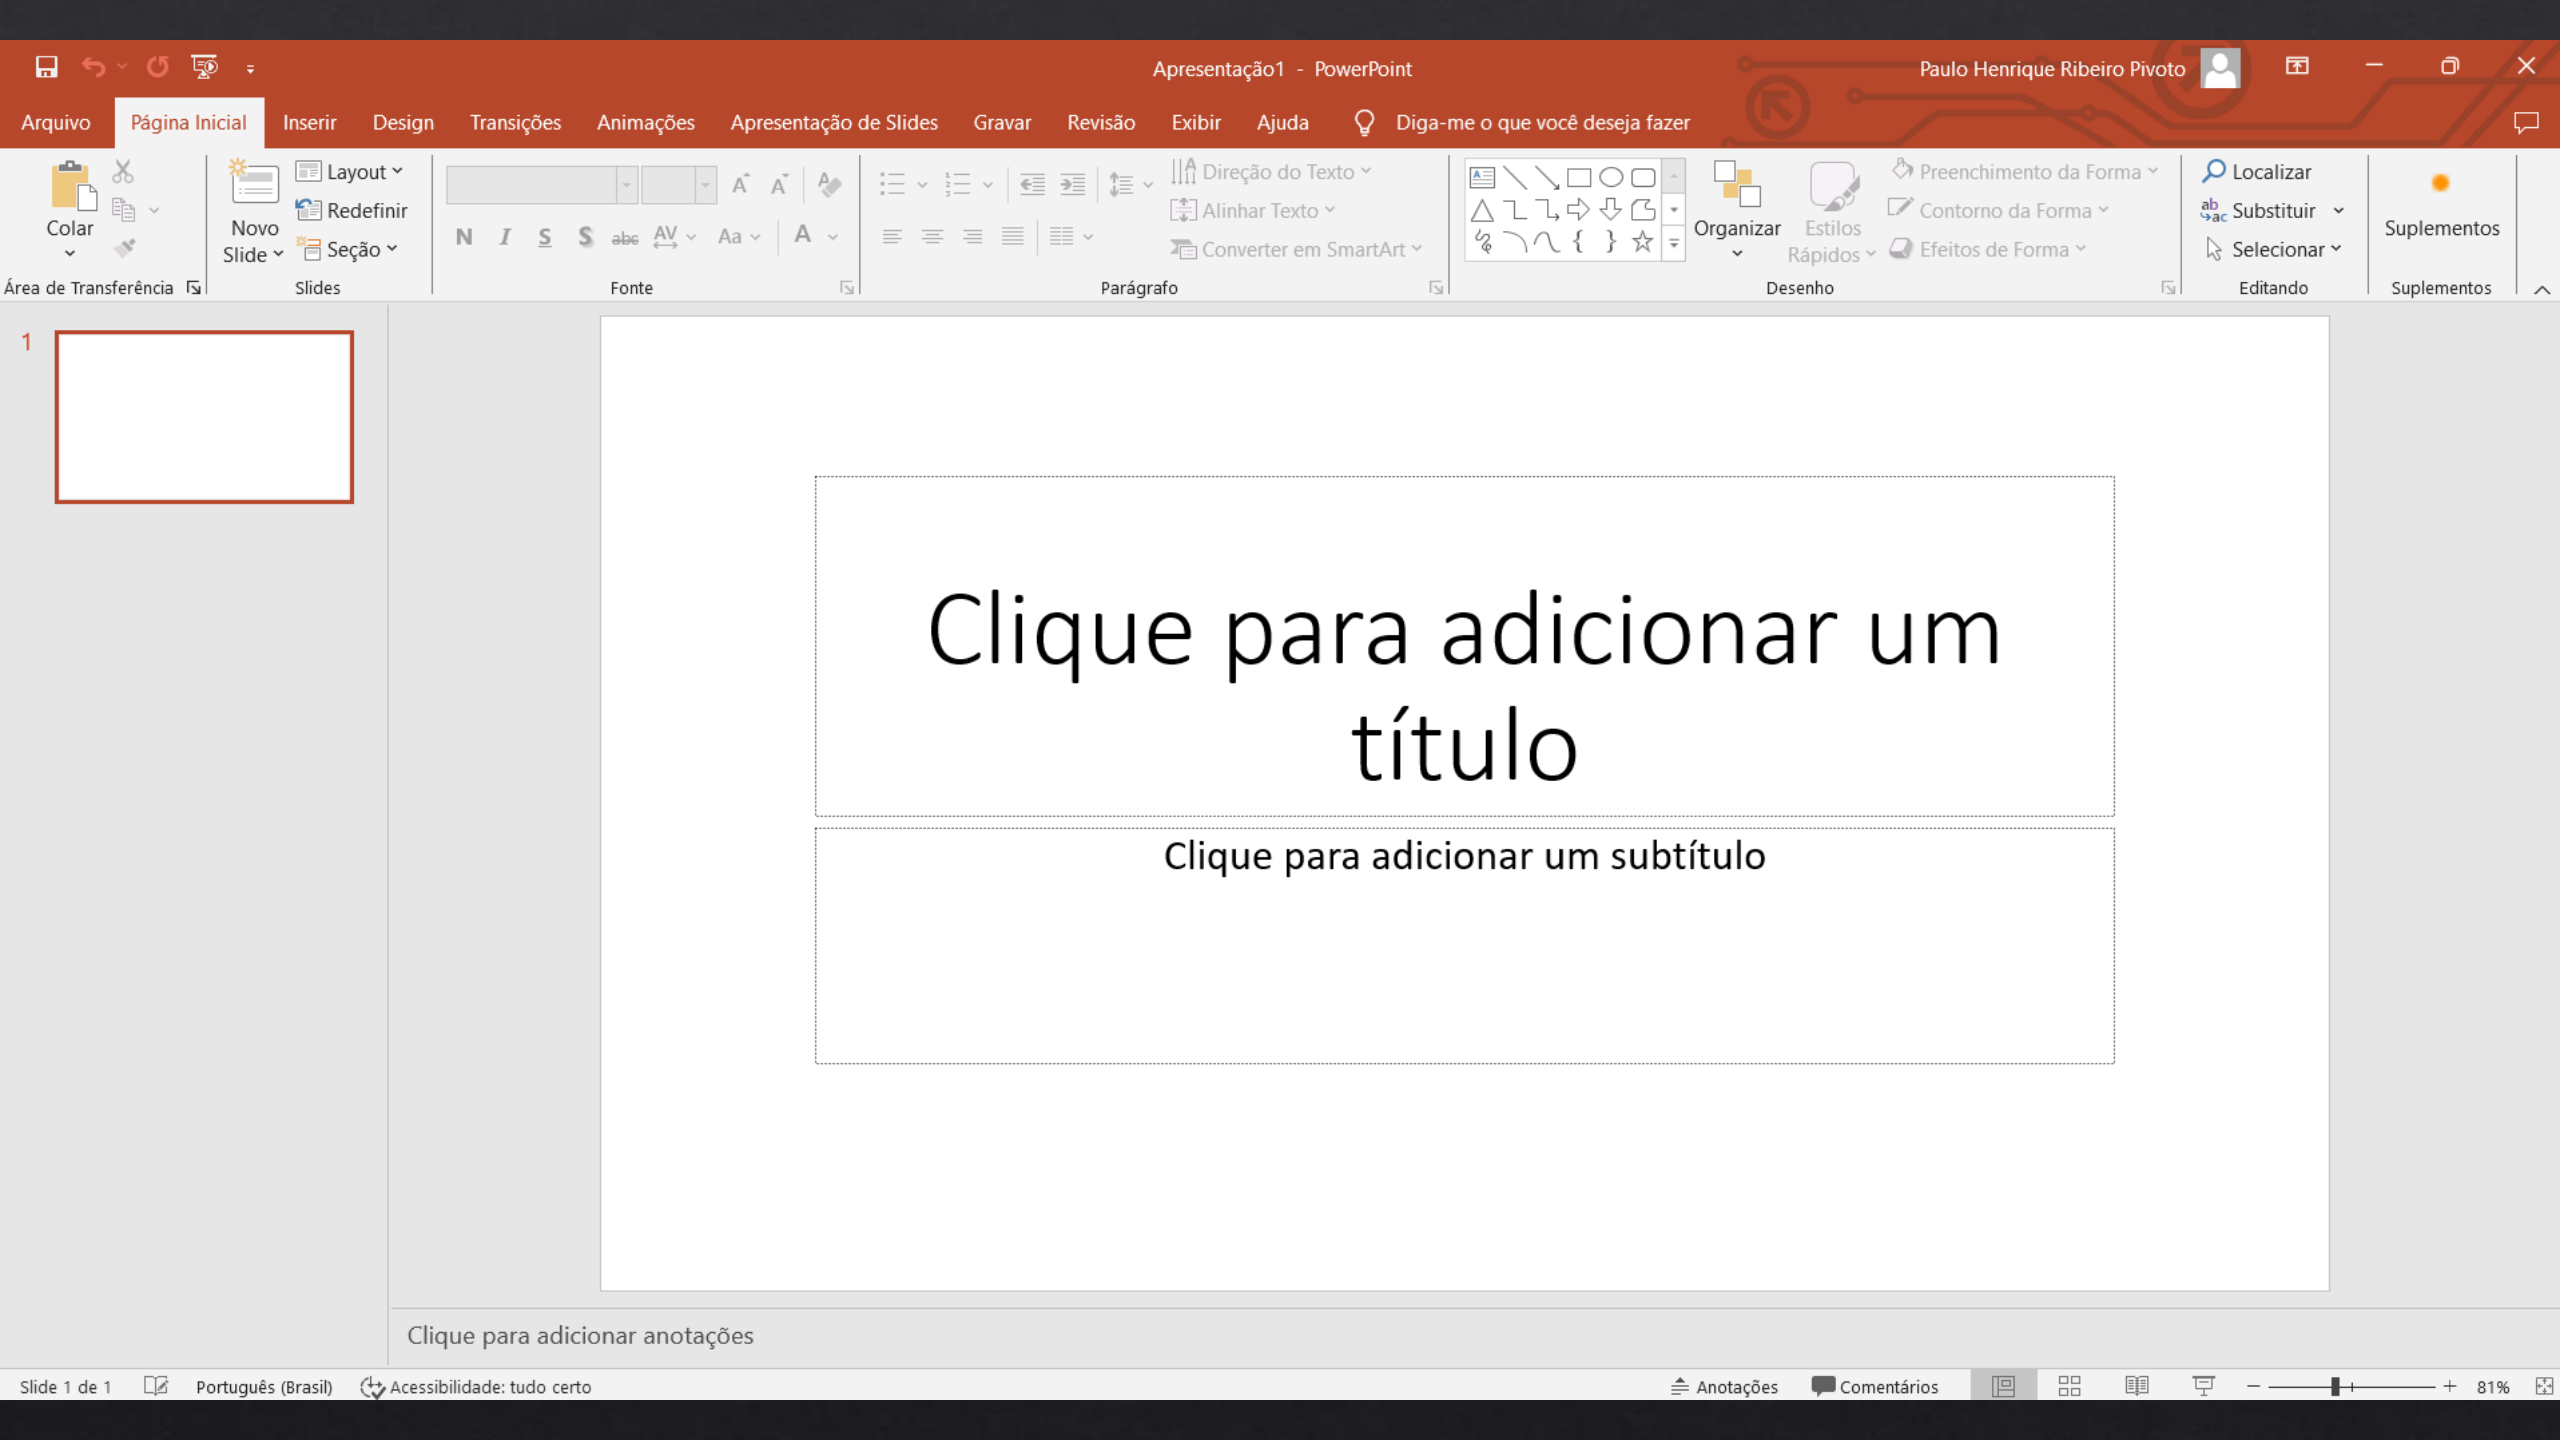 Apresentação1 - PowerPoint
Paulo Henrique Ribeiro Pivoto
Arquivo
Página Inicial
Inserir
Design
Transições
Animações
Apresentação de Slides
Gravar
Revisão
Exibir
Ajuda
Diga-me o que você deseja fazer
Colar
Área de Transferência
Novo
Slide
Layout
Redefinir
Seção
Slides
N I S S abc AV Aa A
Fonte
Direção do Texto
Alinhar Texto
Converter em SmartArt
Parágrafo
Organizar
Estilos
Rápidos
Preenchimento da Forma
Contorno da Forma
Efeitos de Forma
Desenho
Localizar
Substituir
Selecionar
Editando
Suplementos
Suplementos
1
Clique para adicionar um
título
Clique para adicionar um subtítulo
Clique para adicionar anotações
Slide 1 de 1
Português (Brasil)
Acessibilidade: tudo certo
Anotações
Comentários
81%